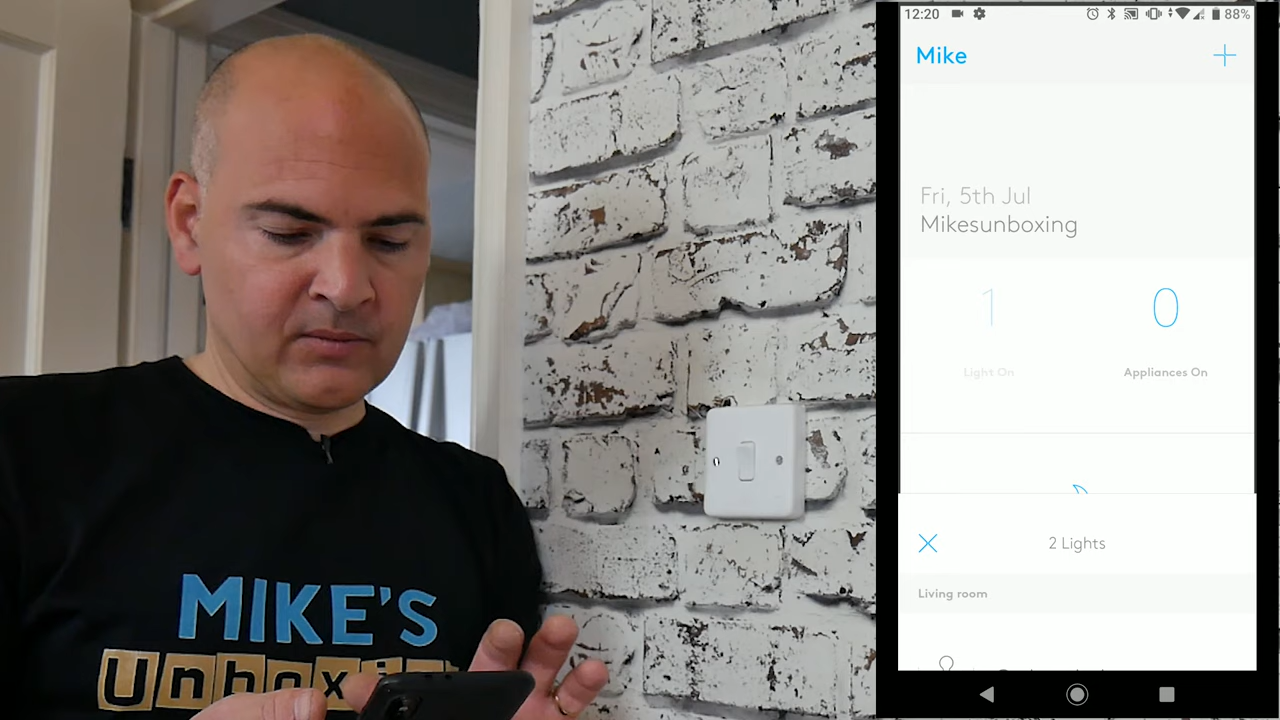 MIKE'S
Unboxin
12:20
88%
Mike
Fri, 5th Jul
Mikesunboxing
1
0
Light On
Appliances On
2 Lights
Living room